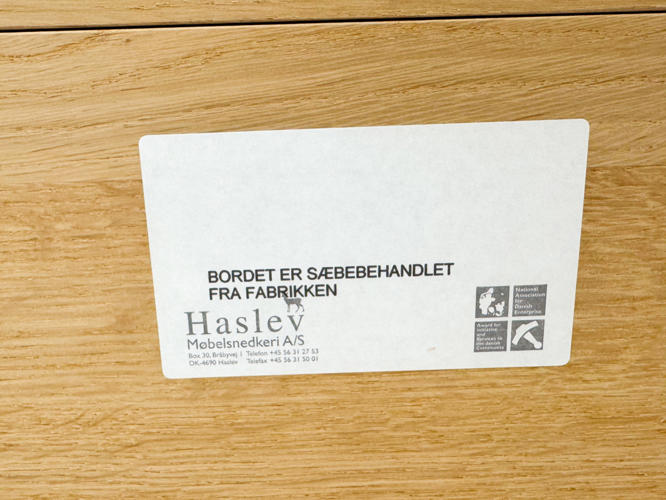 BORDET ER SÆBEBEHANDLET
FRA FABRIKKEN
Haslev
Møbelsnedkeri A/S
Box 30, Bråbyvej | Telefon +45 56 31 27 53
DK-4690 Haslev Telefax +45 56 31 50 01
National
Association
for
Danish
Enterprise
Award for
Initiative
and
Services to
the danish
Community